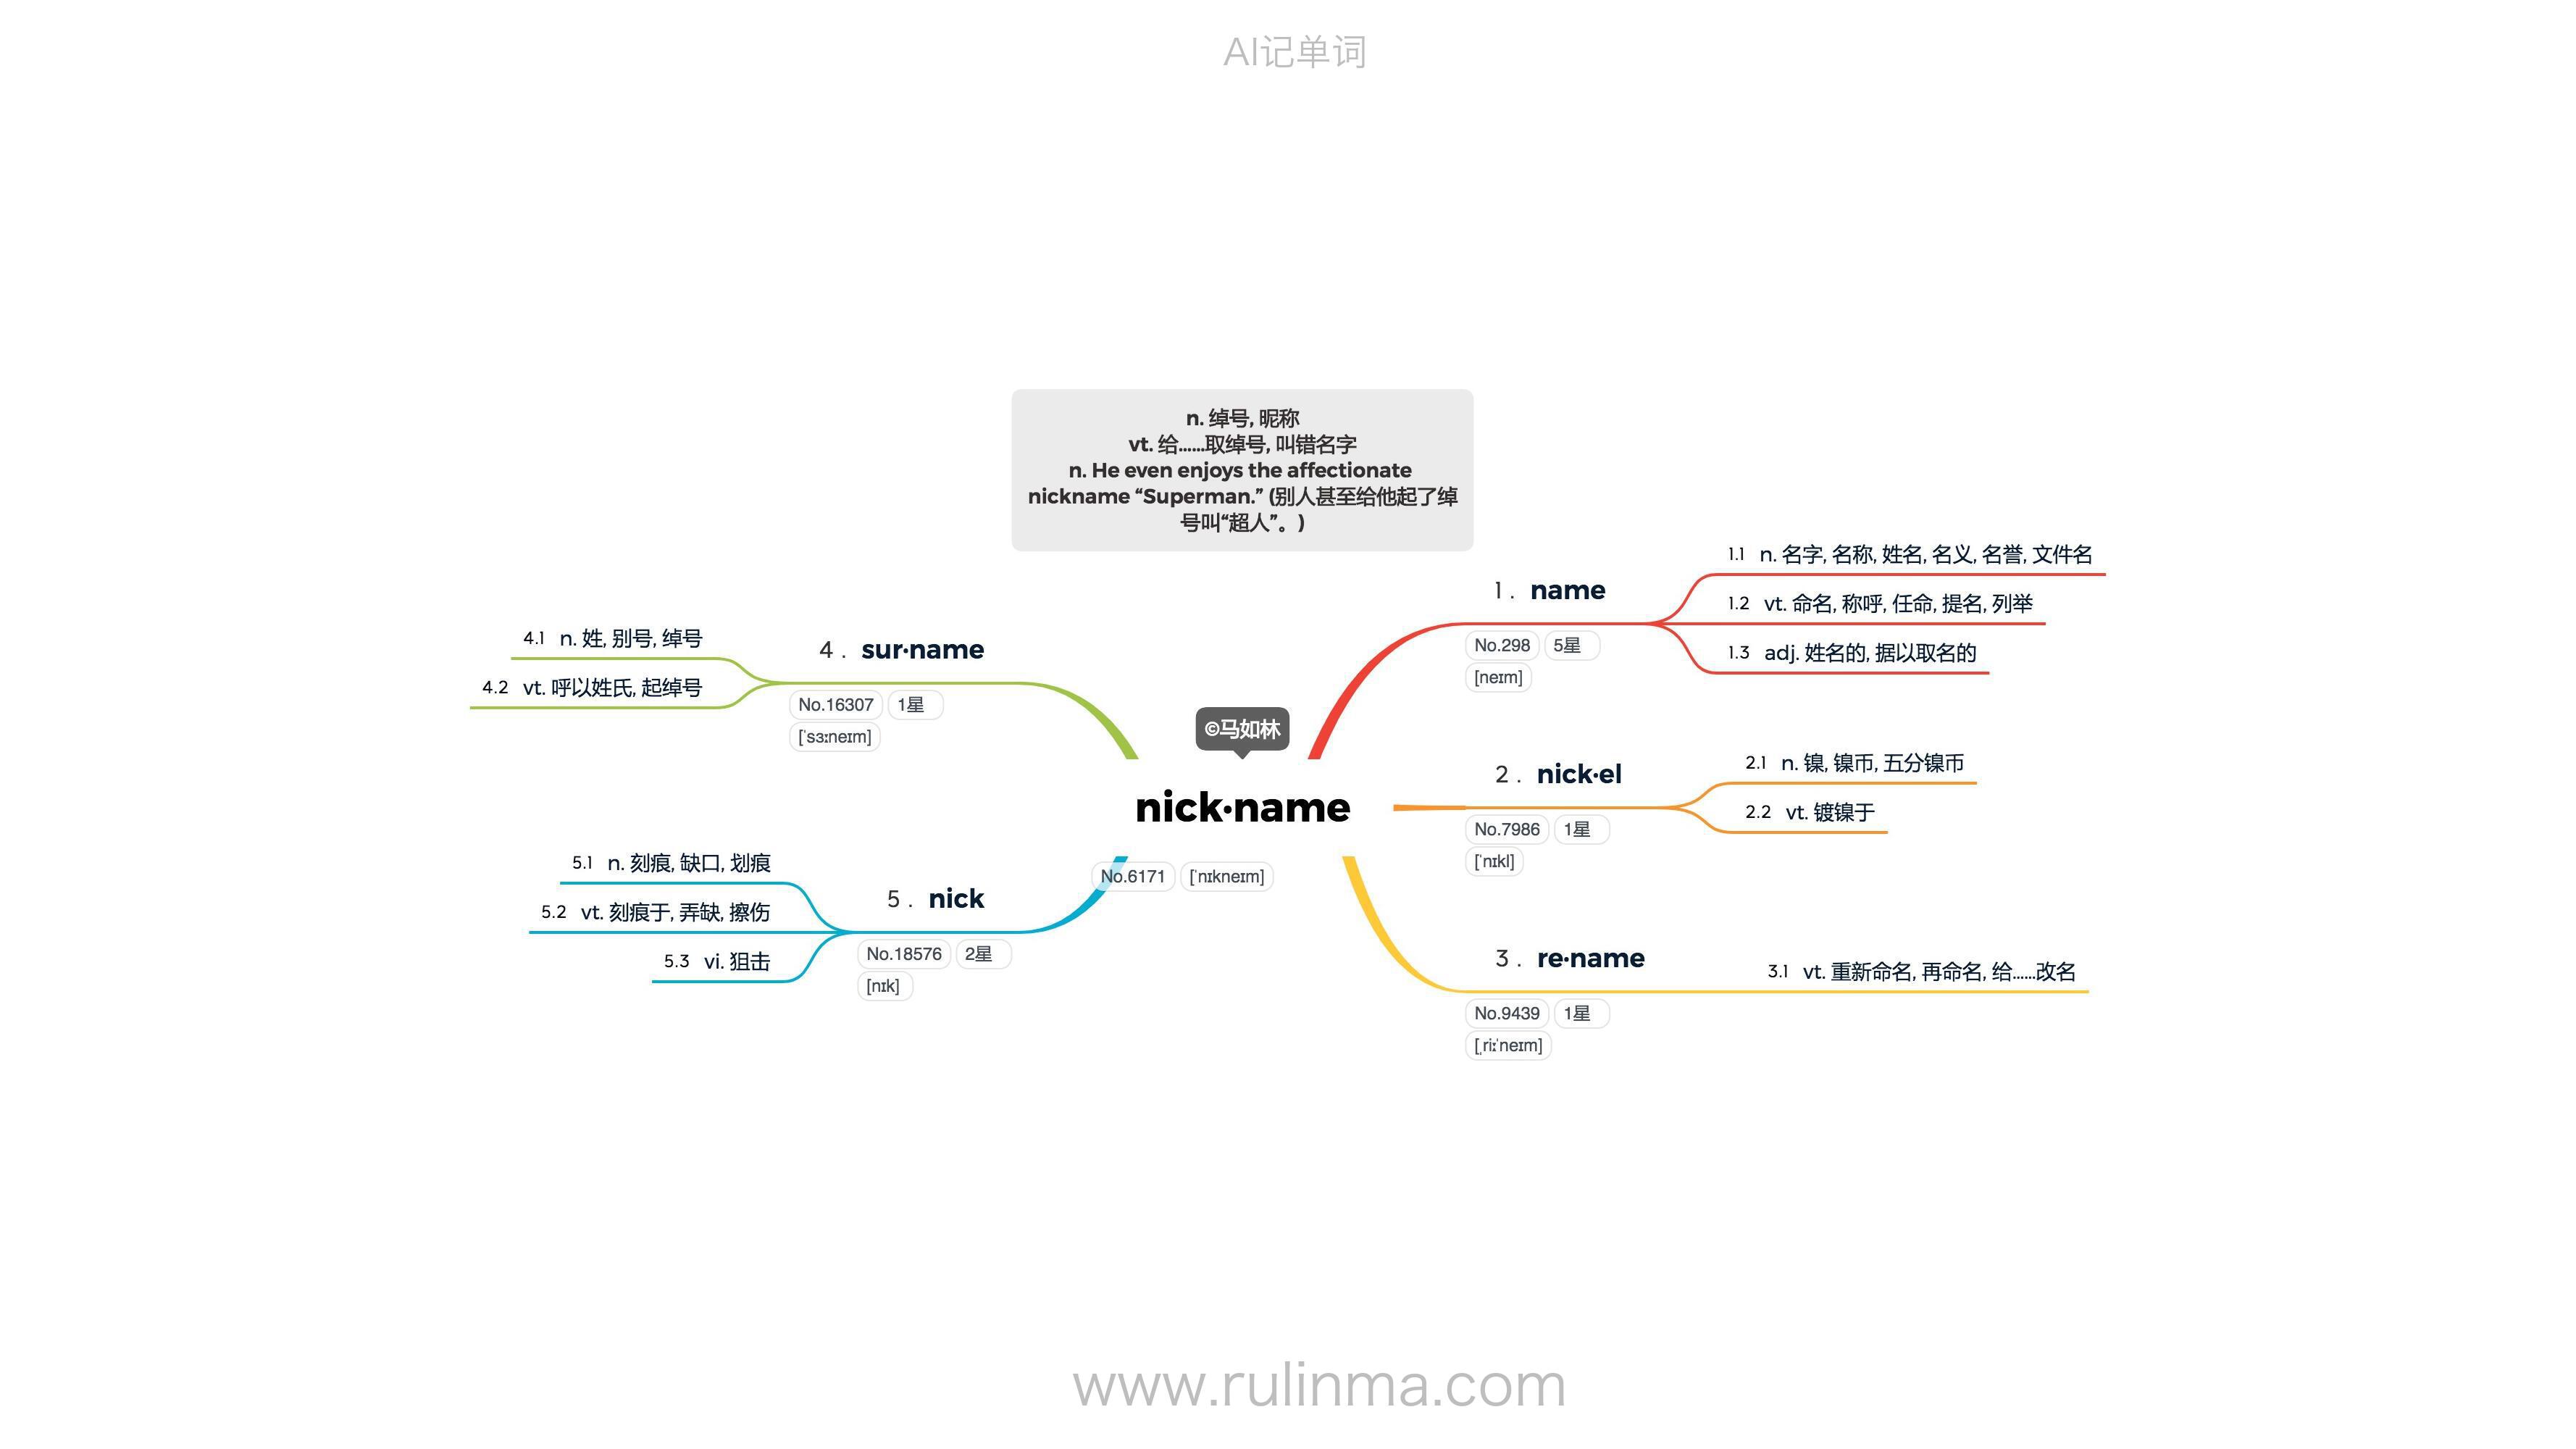 AI记单词
n. 绰号, 昵称
vt. 给……取绰号, 叫错名字
n. He even enjoys the affectionate
nickname “Superman.” (别人甚至给他起了绰
号叫“超人”。)
©马如林
nick·name
No.6171 [ˈnɪkneɪm]
1. name
No.298 5星
[neɪm]
1.1 n. 名字, 名称, 姓名, 名义, 名誉, 文件名
1.2 vt. 命名, 称呼, 任命, 提名, 列举
1.3 adj. 姓名的, 据以取名的
2. nick·el
No.7986 1星
[ˈnɪkl]
2.1 n. 镍, 镍币, 五分镍币
2.2 vt. 镀镍于
3. re·name
No.9439 1星
[ˌriːˈneɪm]
3.1 vt. 重新命名, 再命名, 给……改名
4. sur·name
No.16307 1星
[ˈsɜːneɪm]
4.1 n. 姓, 别号, 绰号
4.2 vt. 呼以姓氏, 起绰号
5. nick
No.18576 2星
[nɪk]
5.1 n. 刻痕, 缺口, 划痕
5.2 vt. 刻痕于, 弄缺, 擦伤
5.3 vi. 狙击
www.rulinma.com